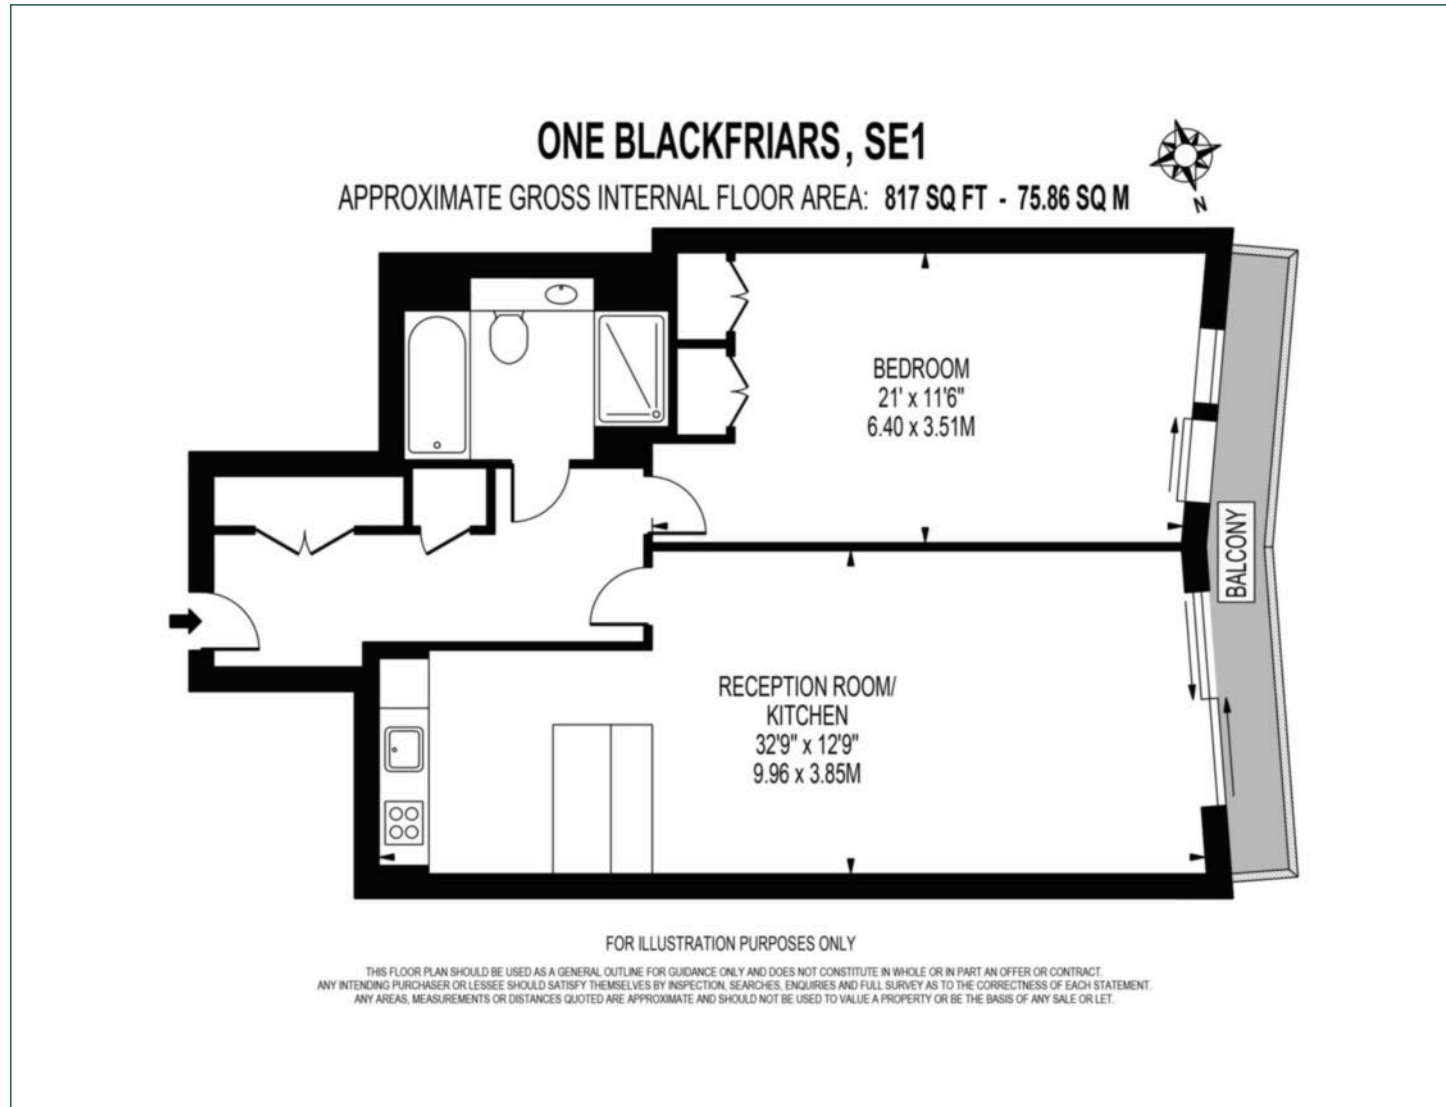 ONE BLACKFRIARS, SE1
APPROXIMATE GROSS INTERNAL FLOOR AREA: 817 SQ FT - 75.86 SQ M
N
BEDROOM
21' x 11'6"
6.40 x 3.51M
BALCONY
RECEPTION ROOM/
KITCHEN
32'9" x 12'9"
9.96 x 3.85M
FOR ILLUSTRATION PURPOSES ONLY
THIS FLOOR PLAN SHOULD BE USED AS A GENERAL OUTLINE FOR GUIDANCE ONLY AND DOES NOT CONSTITUTE IN WHOLE OR IN PART AN OFFER OR CONTRACT.
ANY INTENDING PURCHASER OR LESSEE SHOULD SATISFY THEMSELVES BY INSPECTION, SEARCHES, ENQUIRIES AND FULL SURVEY AS TO THE CORRECTNESS OF EACH STATEMENT.
ANY AREAS, MEASUREMENTS OR DISTANCES QUOTED ARE APPROXIMATE AND SHOULD NOT BE USED TO VALUE A PROPERTY OR BE THE BASIS OF ANY SALE OR LET.